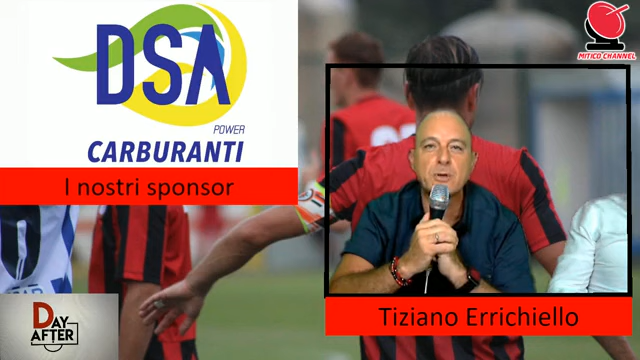 DSA
POWER
CARBURANTI
I nostri sponsor
MITICO CHANNEL
Tiziano Errichiello
DAY
AFTER